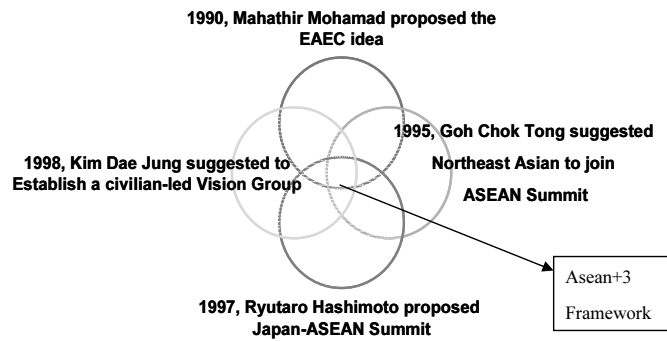 1990, Mahathir Mohamad proposed the
EAEC idea
1995, Goh Chok Tong suggested
Northeast Asian to join
ASEAN Summit
1998, Kim Dae Jung suggested to
Establish a civilian-led Vision Group
Asean+3
Framework
1997, Ryutaro Hashimoto proposed
Japan-ASEAN Summit